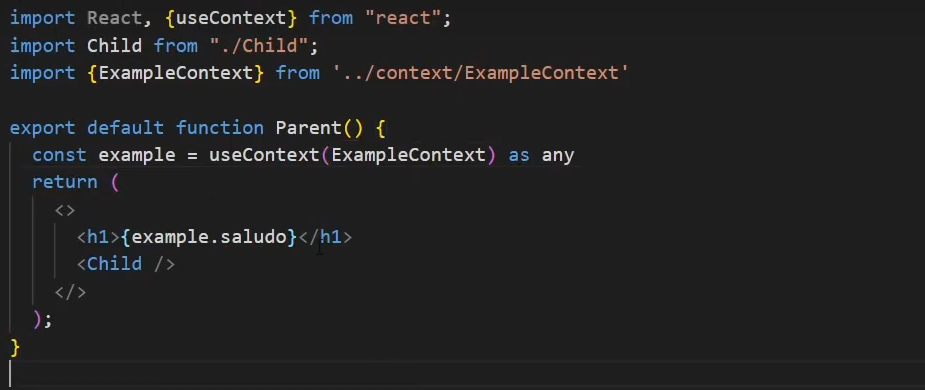 import React, {useContext} from "react";
import Child from "./Child";
import {ExampleContext} from '../context/ExampleContext'
export default function Parent() {
const example = useContext(ExampleContext) as any
return (
<>
<h1>{example.saludo}</h1>
<Child />
</>
);
}